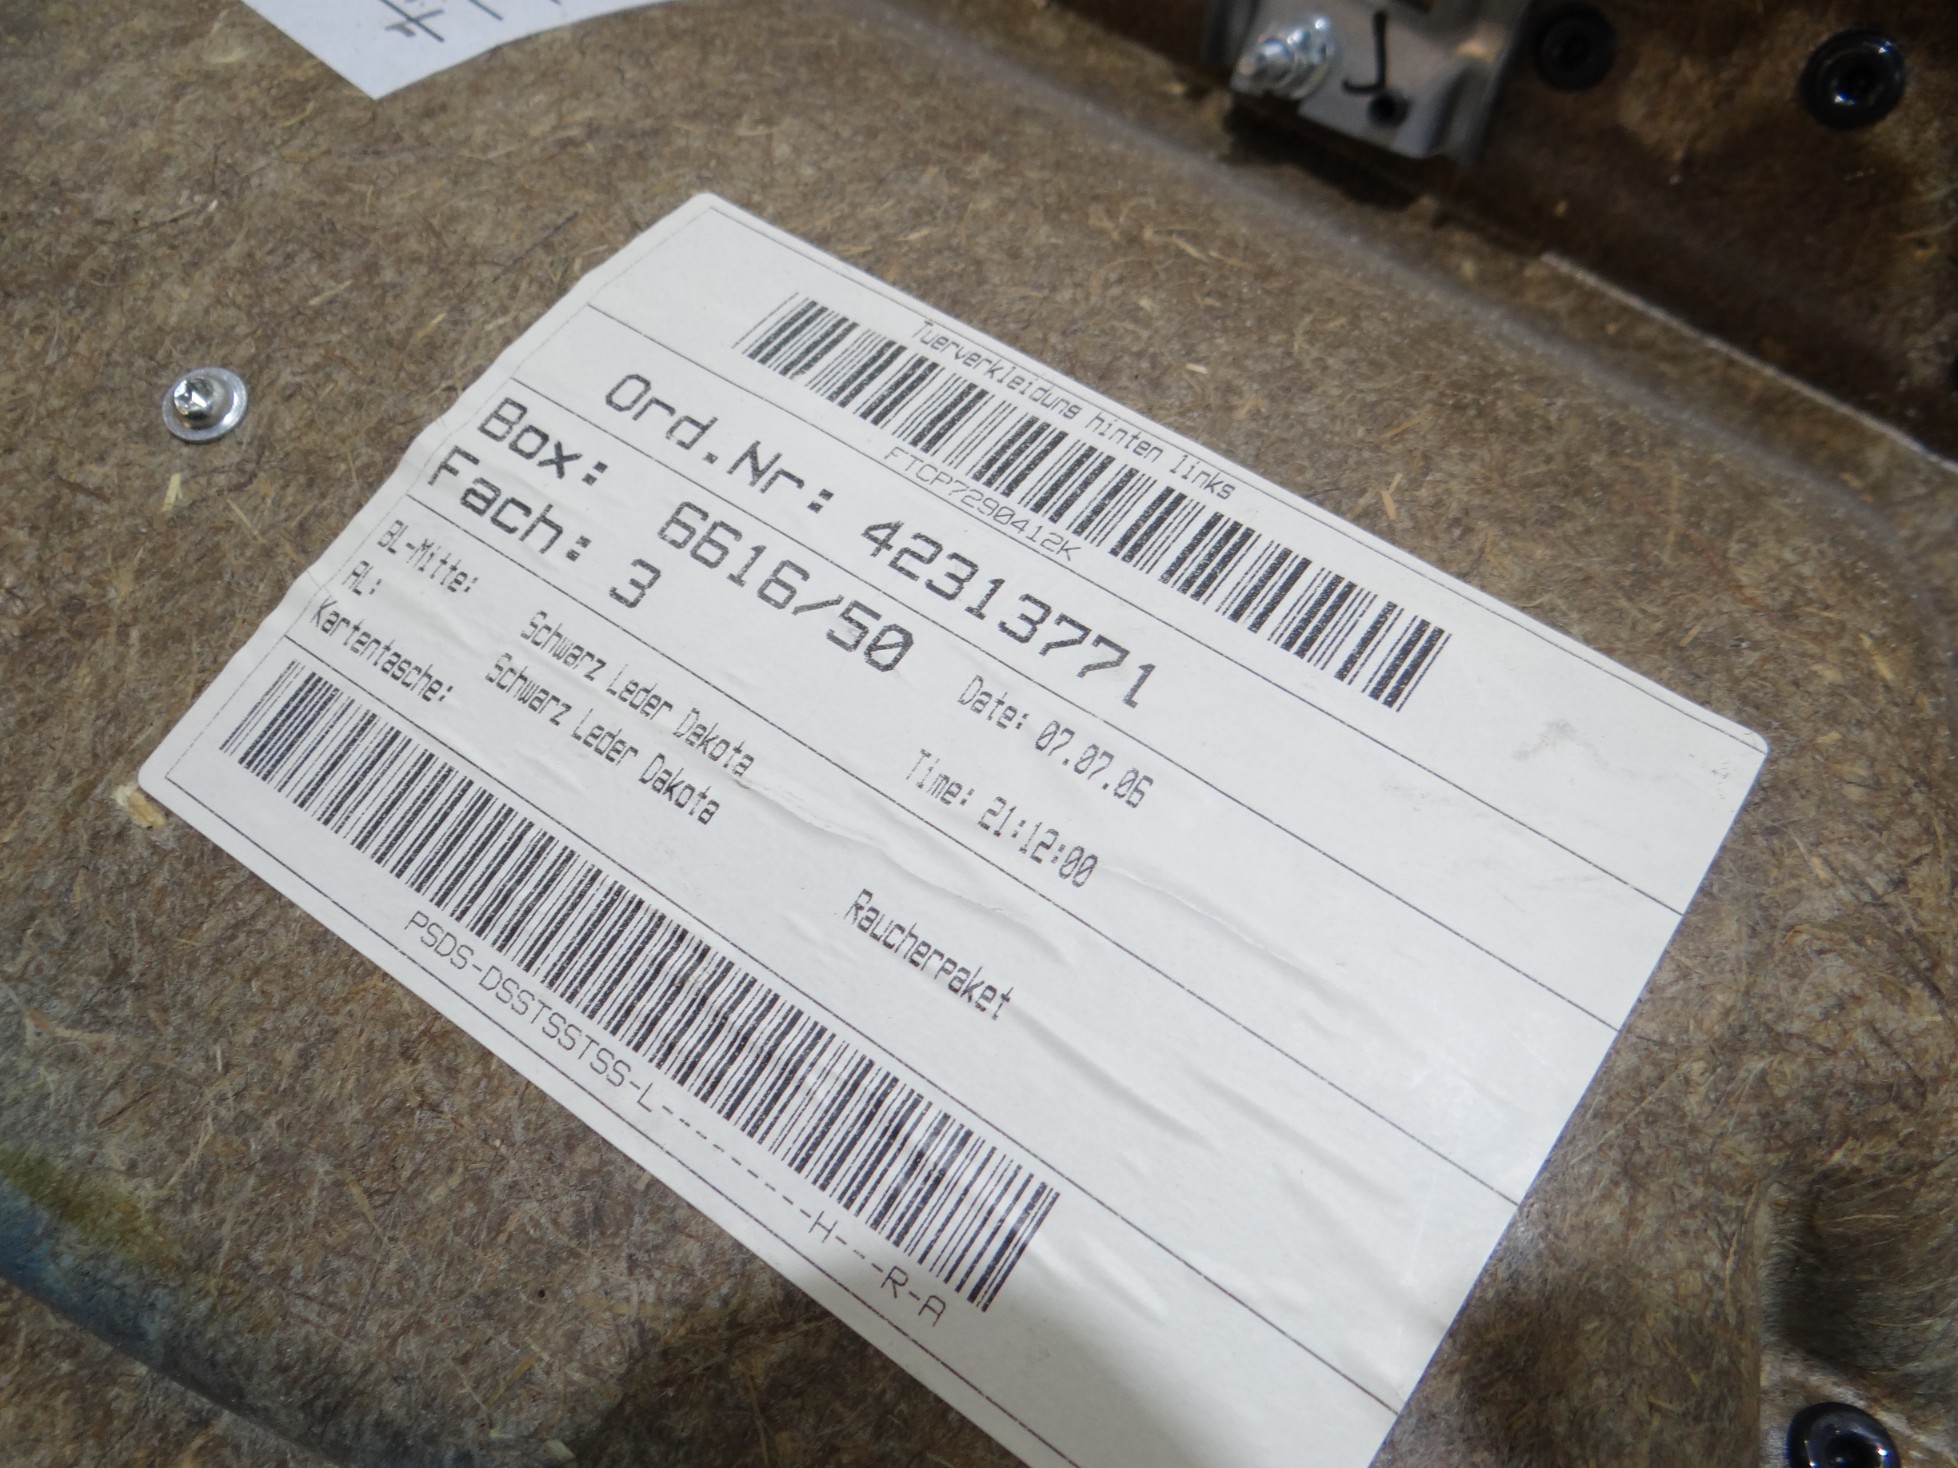 Tuerverkleidung hinten links
FTCP7290412K
Ord.Nr: 42313771
Box: 6616/50
Date: 07.07.06
Fach: 3
Time: 21:12:00
BL-Mitte: Schwarz Leder Dakota
AL: Schwarz Leder Dakota
Raucherpaket
Kartentasche:
PSDS-DSSTSSTSS-L---------H---R-A
J